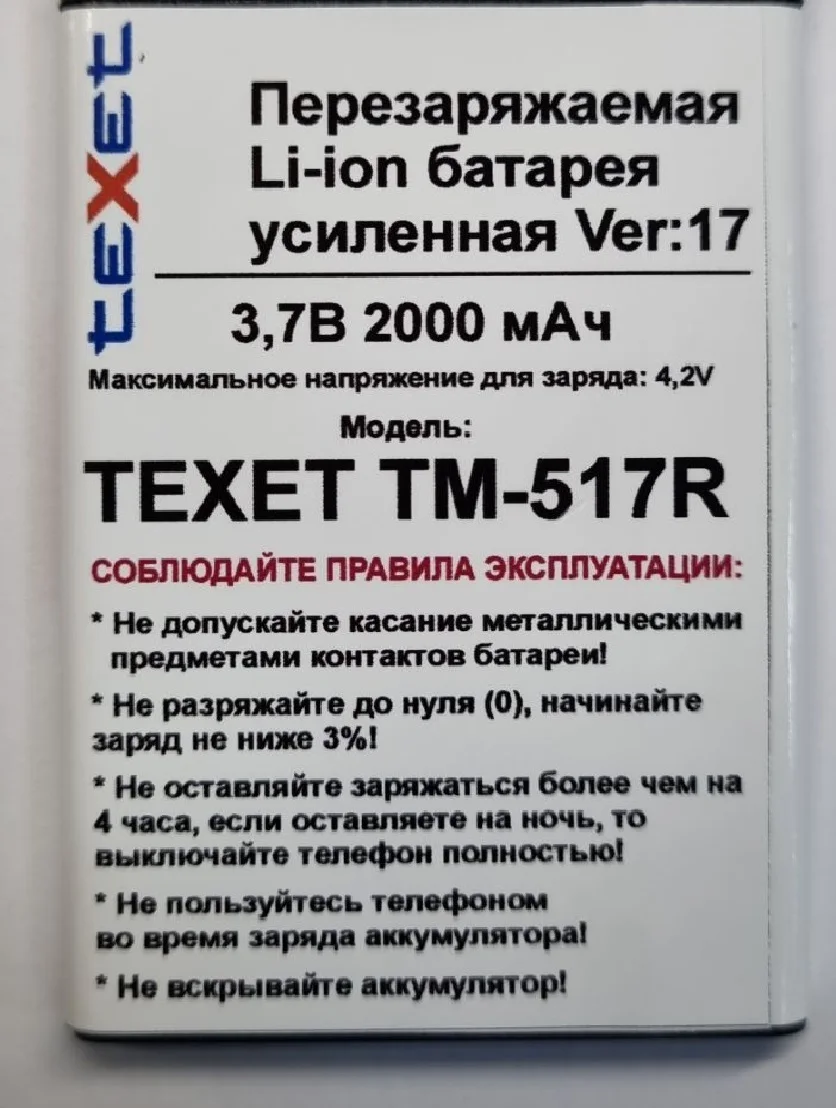 texet
Перезаряжаемая
Li-ion батарея
усиленная Ver:17
3,7В 2000 мАч
Максимальное напряжение для заряда: 4,2V
Модель:
TEXET TM-517R
СОБЛЮДАЙТЕ ПРАВИЛА ЭКСПЛУАТАЦИИ:
* Не допускайте касание металлическими
предметами контактов батареи!
* Не разряжайте до нуля (0), начинайте
заряд не ниже 3%!
* Не оставляйте заряжаться более чем на
4 часа, если оставляете на ночь, то
выключайте телефон полностью!
* Не пользуйтесь телефоном
во время заряда аккумулятора!
* Не вскрывайте аккумулятор!